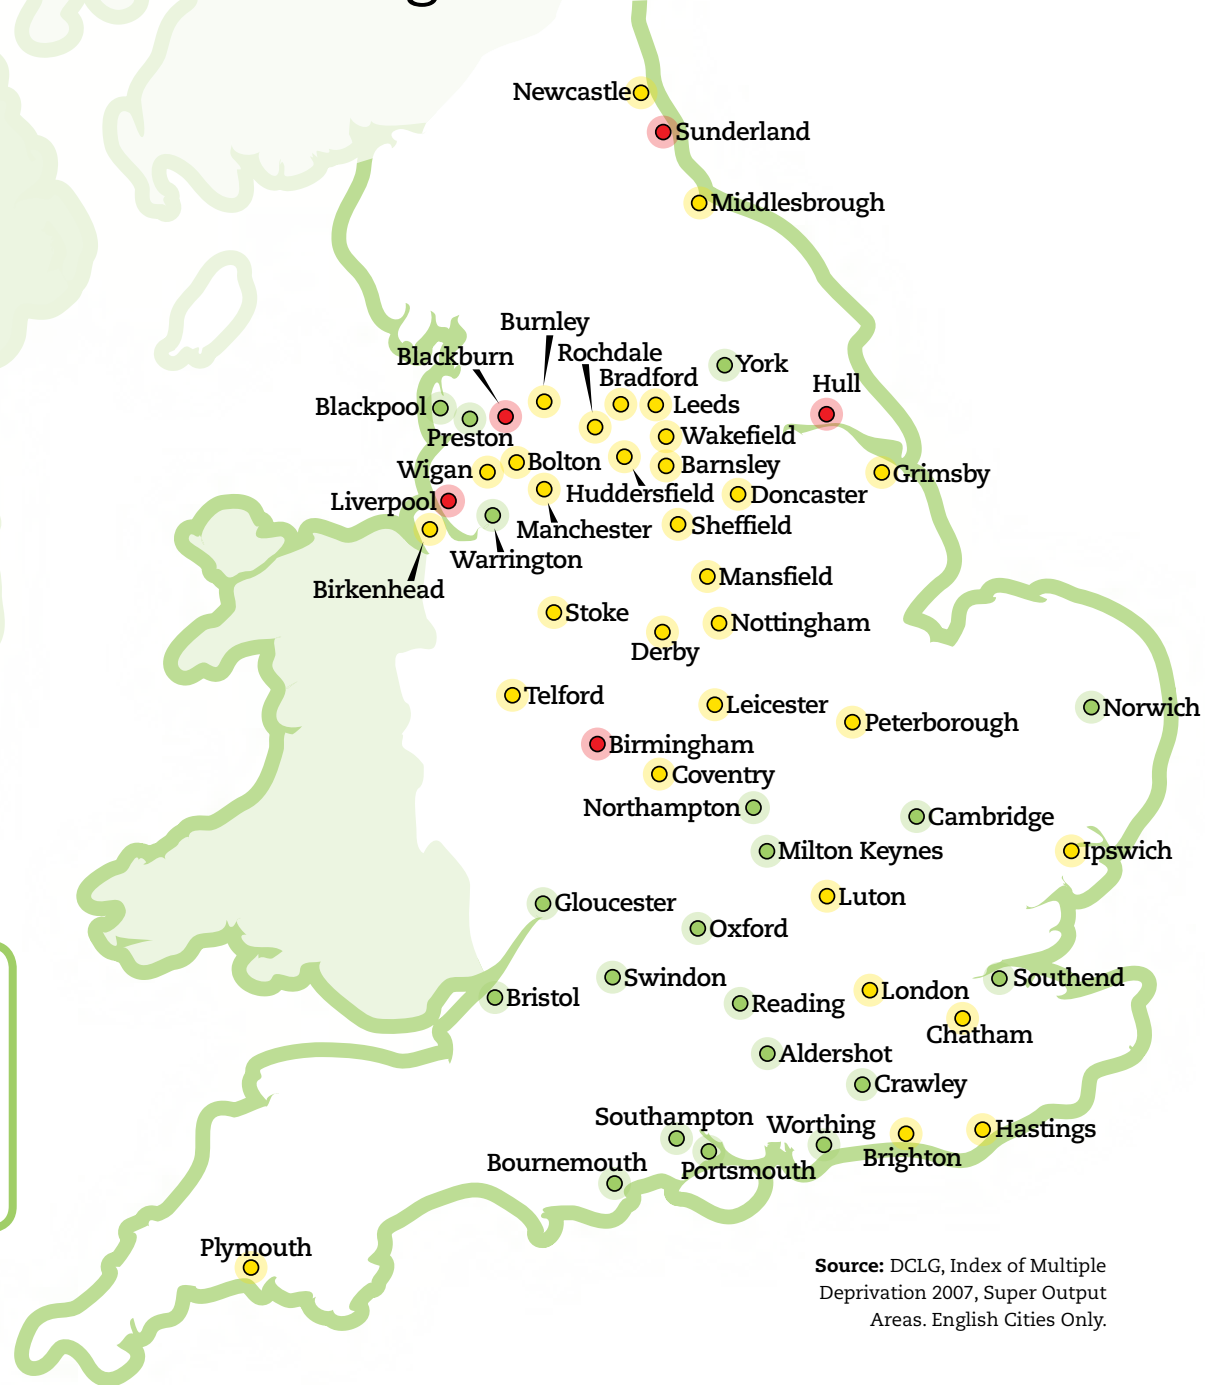 Newcastle
Sunderland
Middlesbrough
Burnley
Rochdale
Blackburn
York
Bradford
Hull
Blackpool
Leeds
Preston
Wakefield
Wigan
Bolton
Barnsley
Grimsby
Liverpool
Huddersfield
Doncaster
Manchester
Sheffield
Warrington
Birkenhead
Mansfield
Stoke
Nottingham
Derby
Telford
Leicester
Norwich
Peterborough
Birmingham
Coventry
Northampton
Cambridge
Milton Keynes
Ipswich
Luton
Gloucester
Oxford
Swindon
Southend
London
Bristol
Reading
Chatham
Aldershot
Crawley
Southampton
Worthing
Hastings
Brighton
Bournemouth
Portsmouth
Plymouth
Source: DCLG, Index of Multiple
Deprivation 2007, Super Output
Areas. English Cities Only.